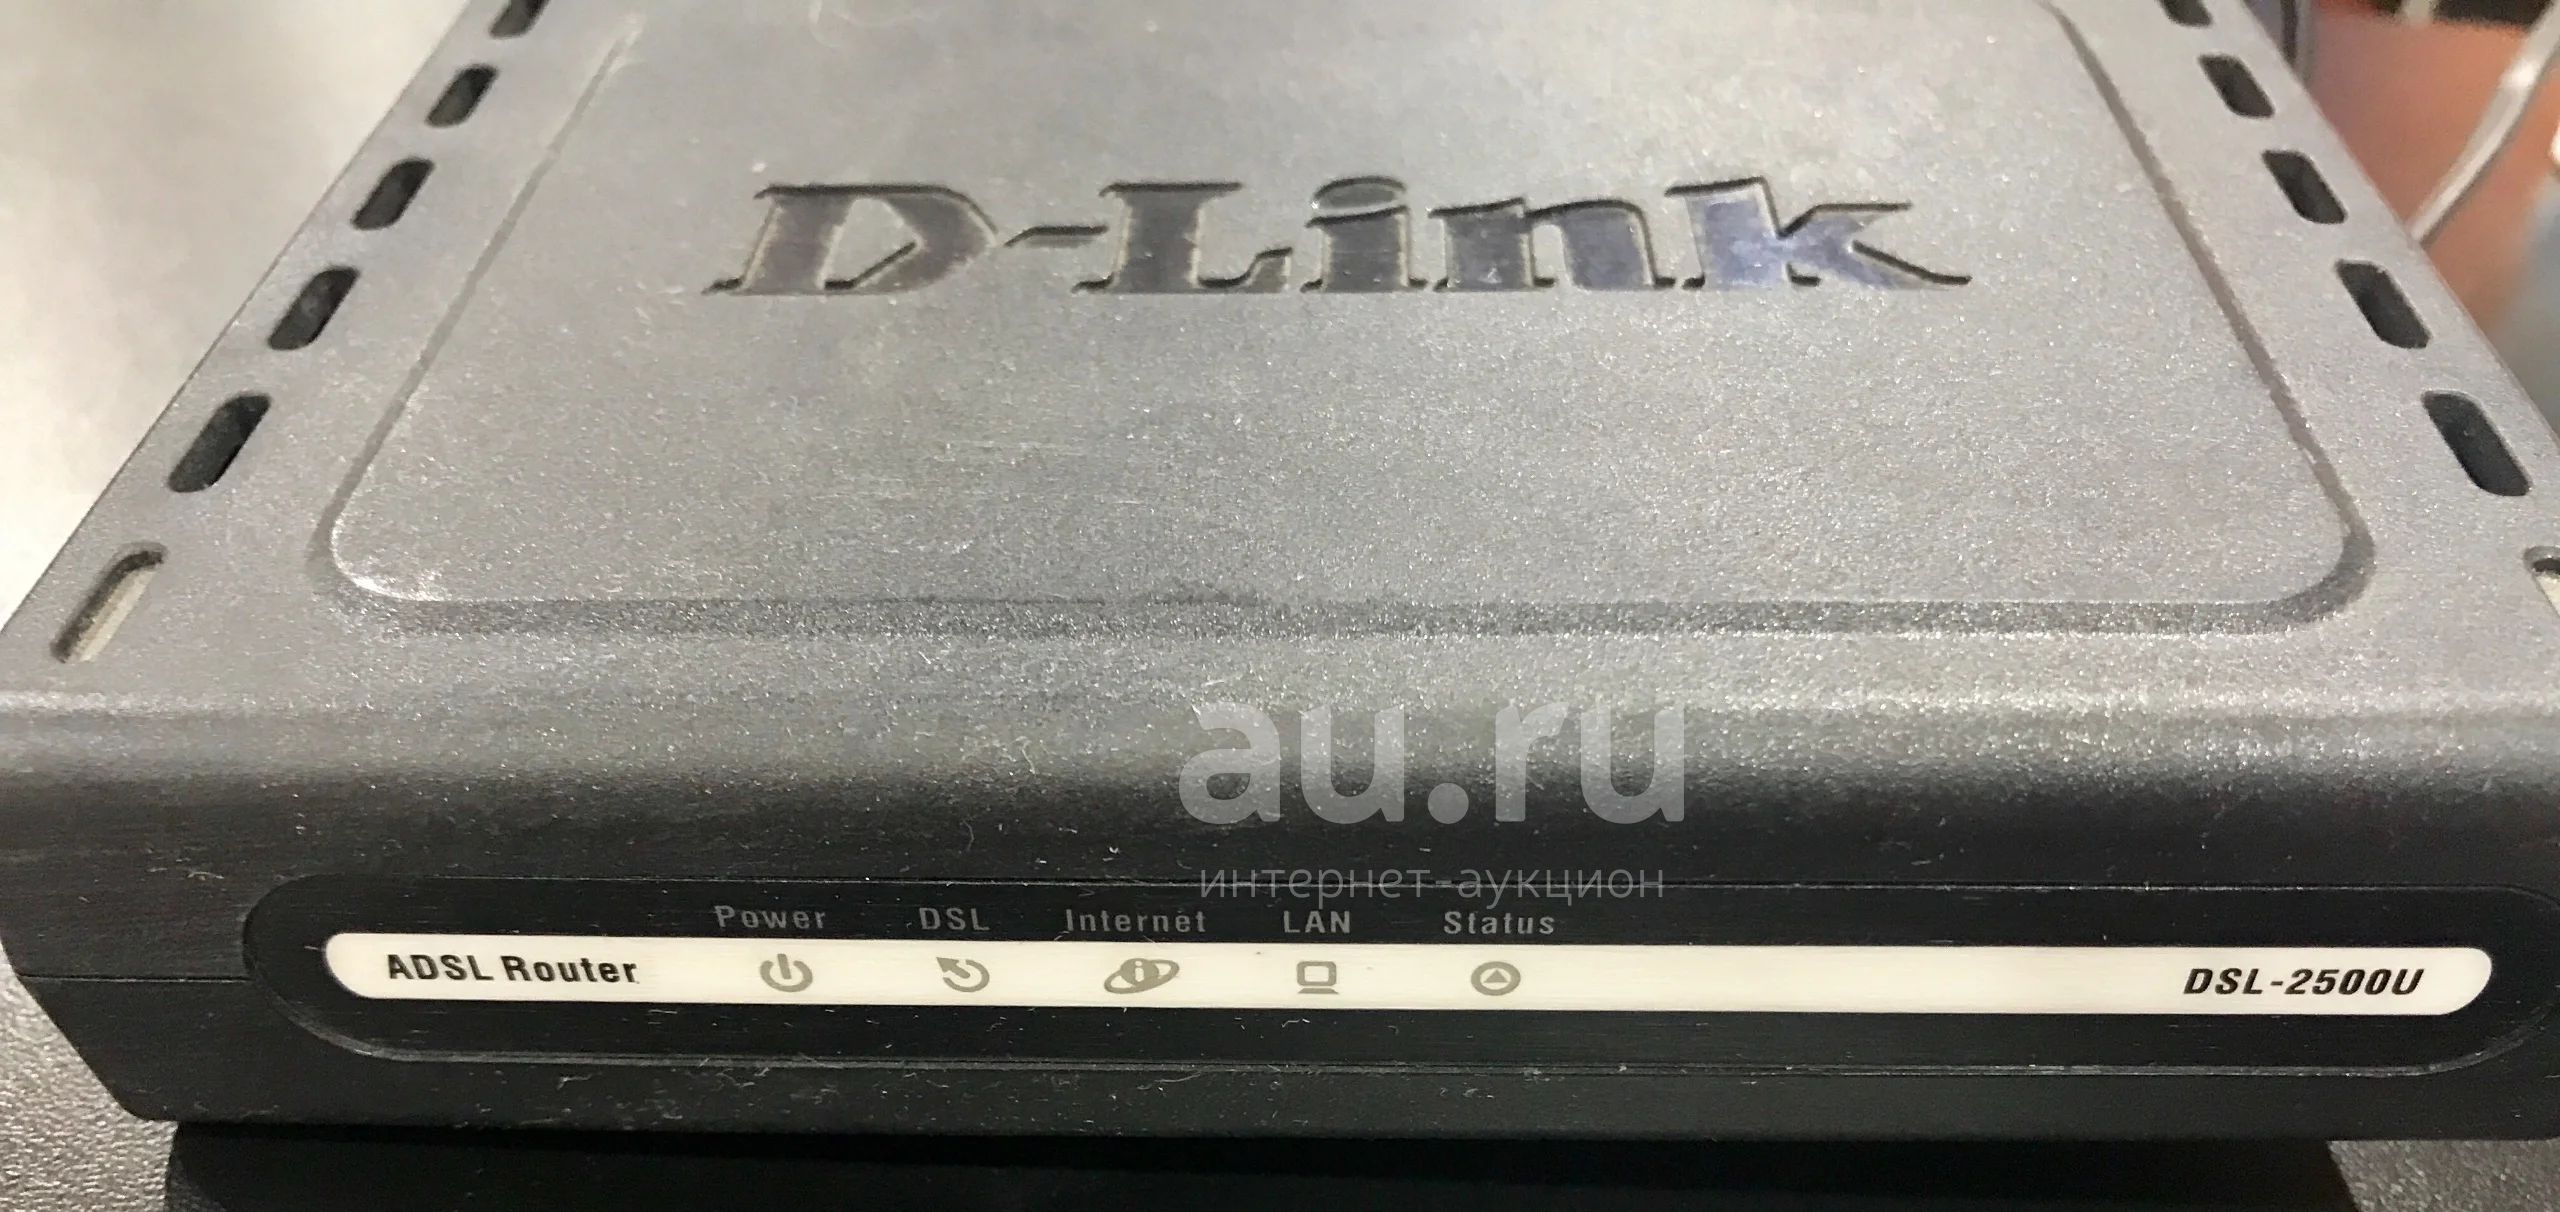 D-Link
au.ru
интернет-аукцион
Power DSL Internet LAN Status
ADSL Router DSL-2500U